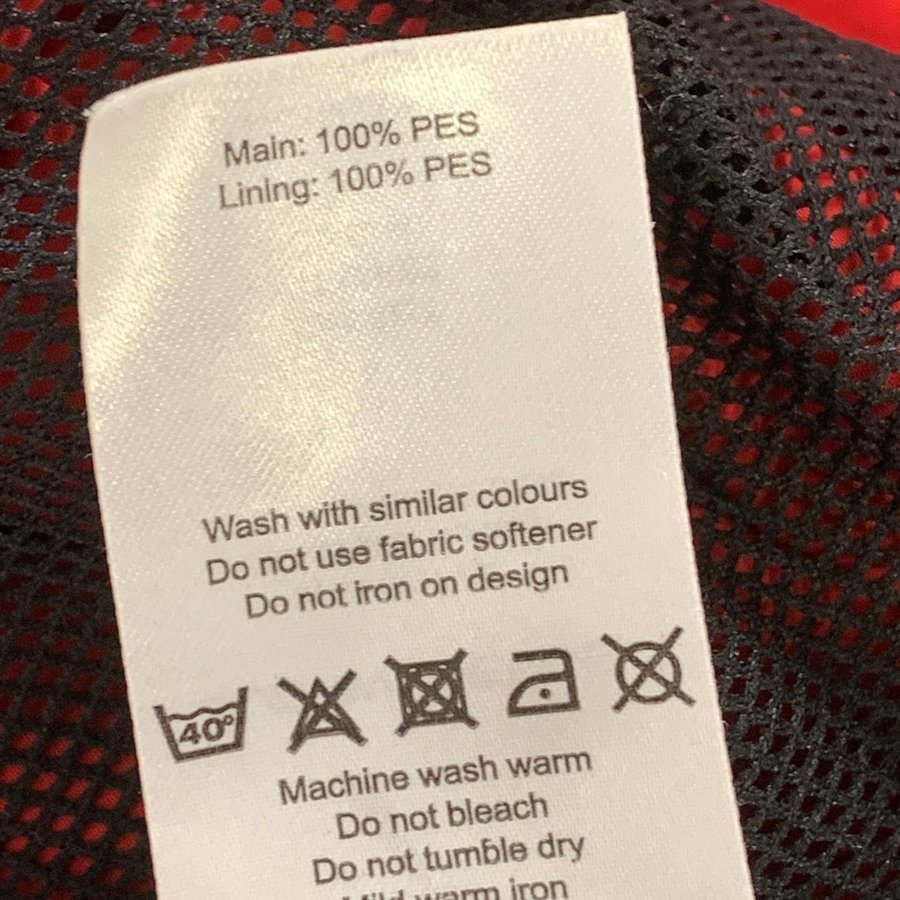 Main: 100% PES
Lining: 100% PES
Wash with similar colours
Do not use fabric softener
Do not iron on design
40°
Machine wash warm
Do not bleach
Do not tumble dry
Mild warm iron